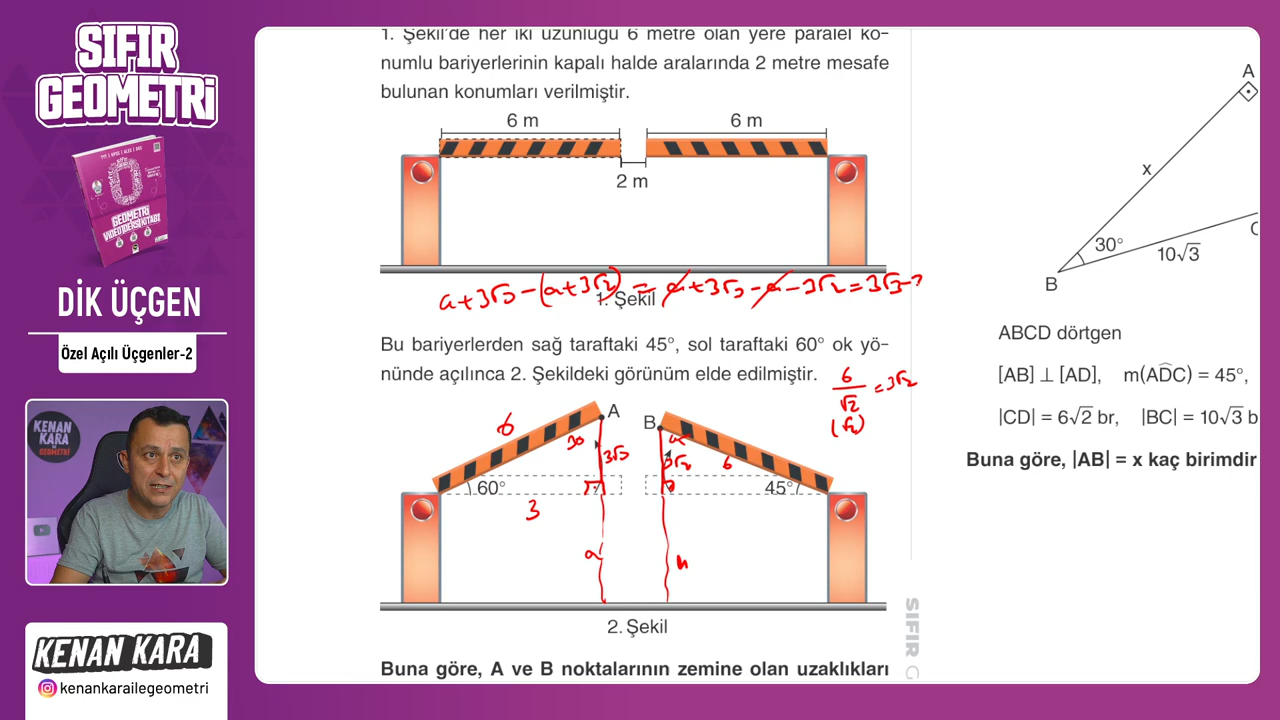 SIFIR
GEOMETRİ
GEOMETRİ
VİDEO DERS KİTABI
DİK ÜÇGEN
Özel Açılı Üçgenler-2
KENAN
KARA
GEOMETRİ
KENAN KARA
kenankarailegeometri
1. Şekil'de her iki uzunluğu 6 metre olan yere paralel ko-
numlu bariyerlerinin kapalı halde aralarında 2 metre mesafe
bulunan konumları verilmiştir.
6 m
6 m
2 m
a+3√3-(a+3√2) = a+3√3-a-3√2=3√3-3
1. Şekil
Bu bariyerlerden sağ taraftaki 45°, sol taraftaki 60° ok yö-
nünde açılınca 2. Şekildeki görünüm elde edilmiştir.
6
√2
=3√2
(√2)
6
A
30
3√3
60°
3
a
B
45
3√2
6
45°
a
2. Şekil
Buna göre, A ve B noktalarının zemine olan uzaklıkları
SIFIR G
A
x
30°
10√3
B
C
ABCD dörtgen
[AB] ⊥ [AD], m(ADC) = 45°,
|CD| = 6√2 br, |BC| = 10√3 b
Buna göre, |AB| = x kaç birimdir